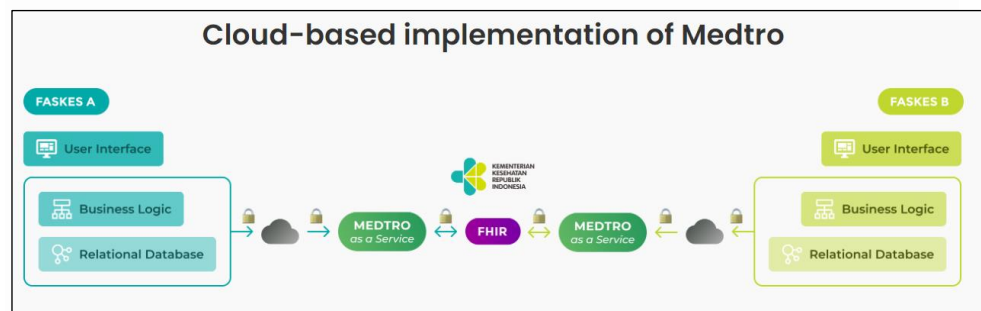 Cloud-based implementation of Medtro
FASKES A
FASKES B
User Interface
User Interface
KEMENTERIAN
KESEHATAN
REPUBLIK
INDONESIA
Business Logic
Relational Database
MEDTRO
as a Service
FHIR
MEDTRO
as a Service
Business Logic
Relational Database